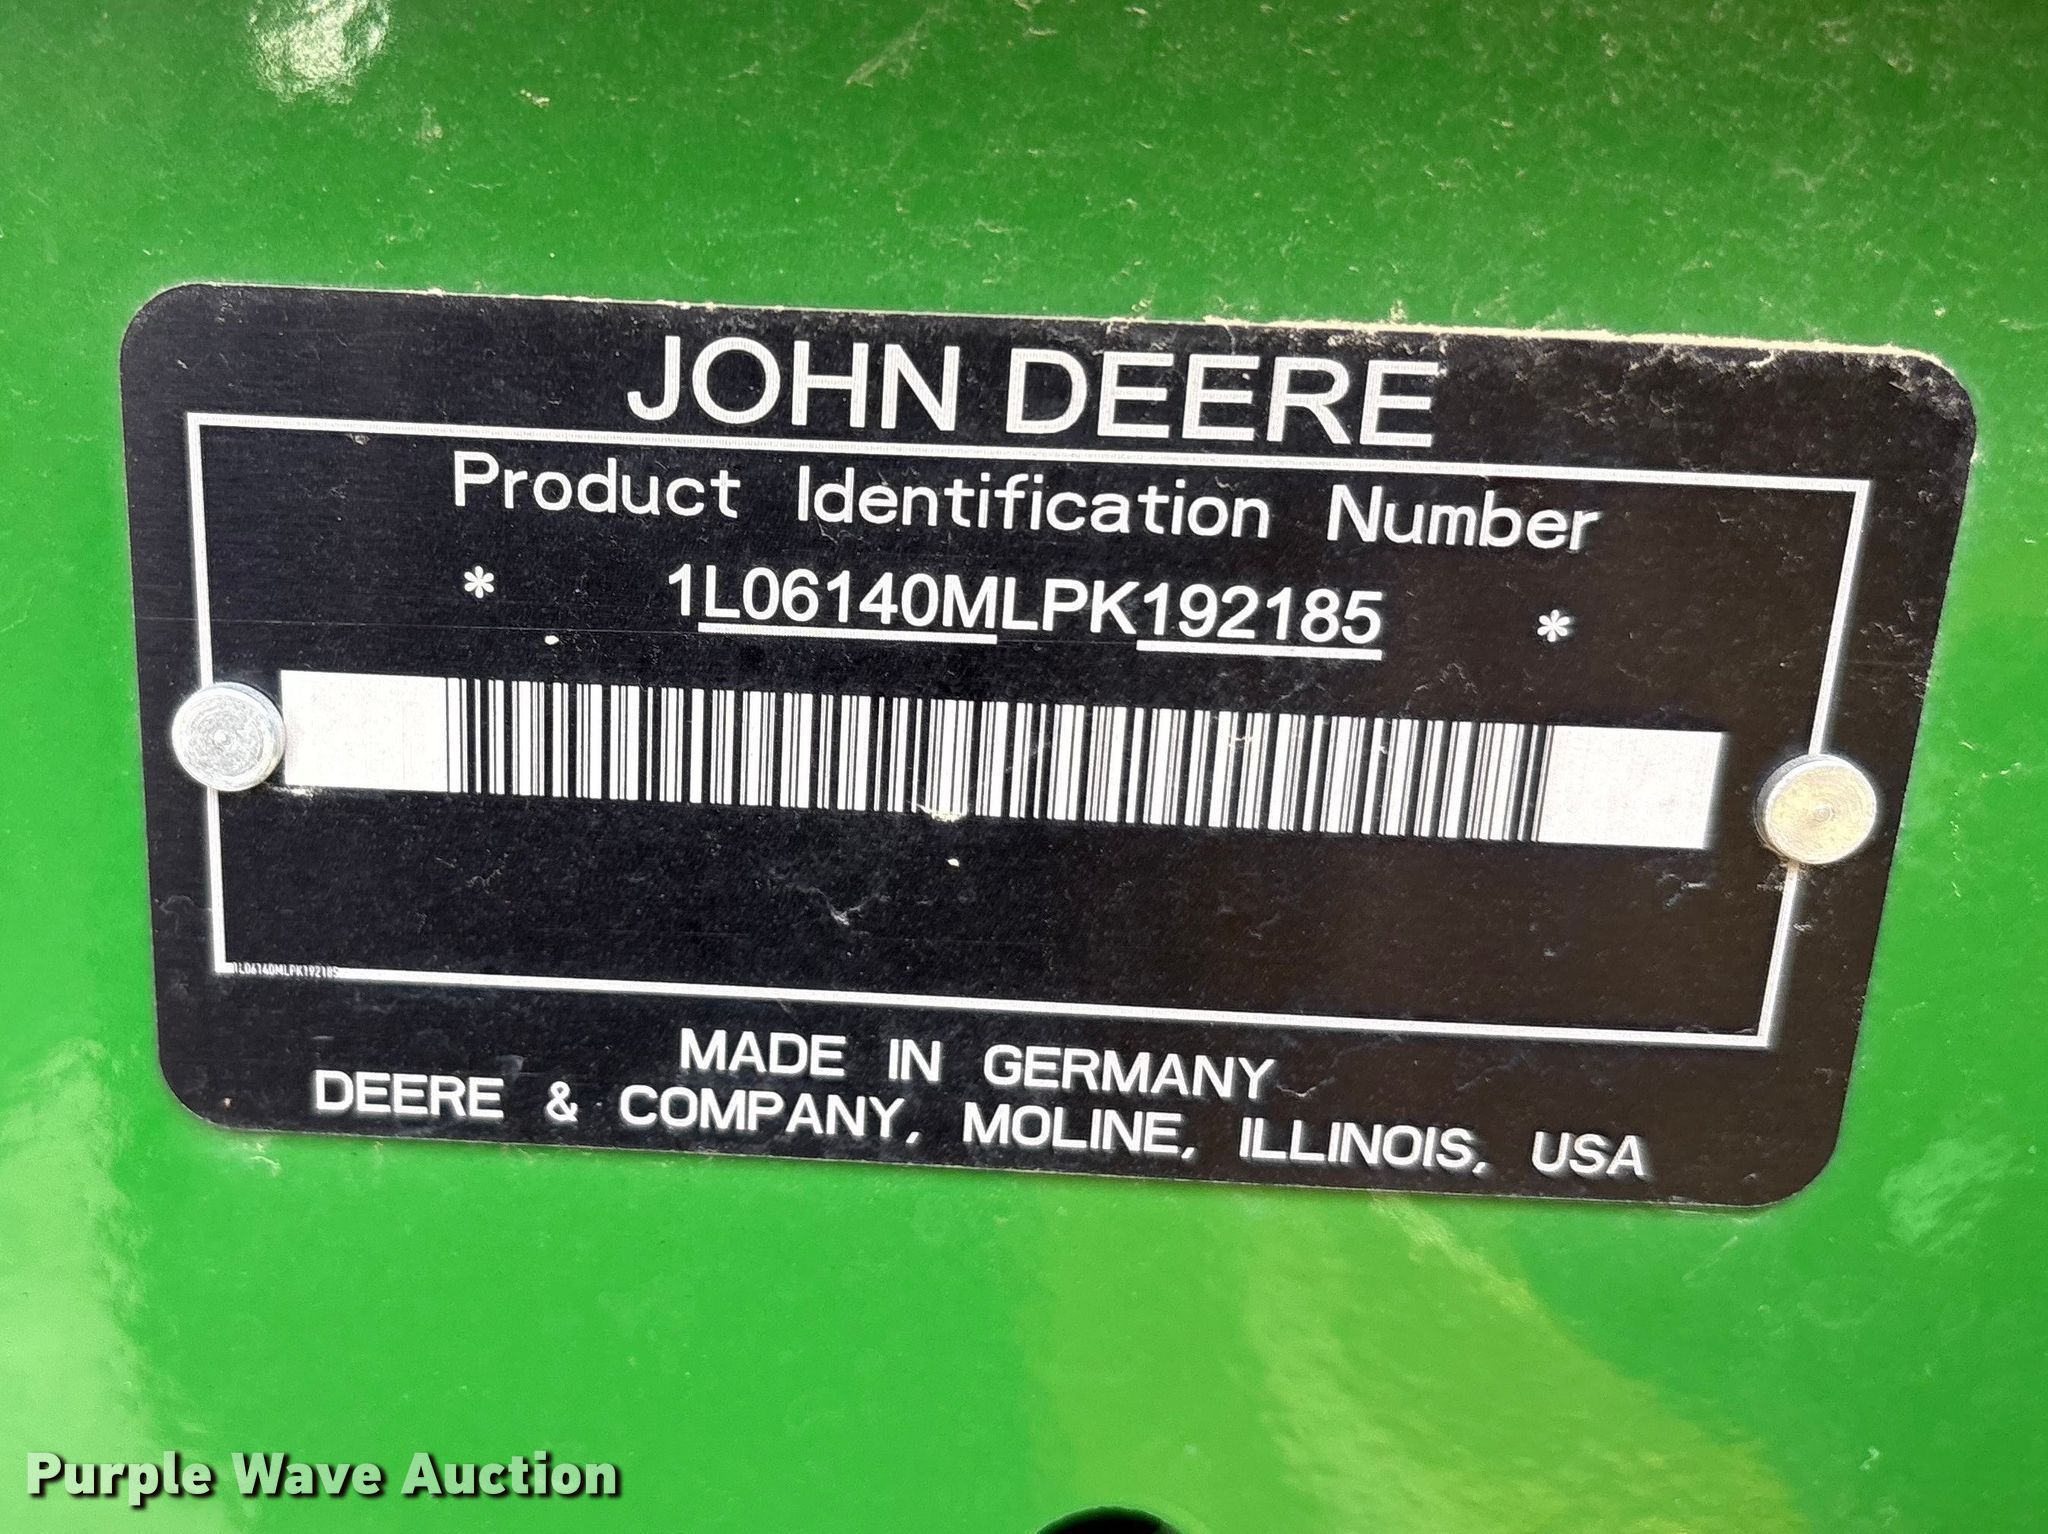 JOHN DEERE
Product Identification Number
* 1L06140MLPK192185 *
1L06140MLPK192185
MADE IN GERMANY
DEERE & COMPANY, MOLINE, ILLINOIS, USA
Purple Wave Auction